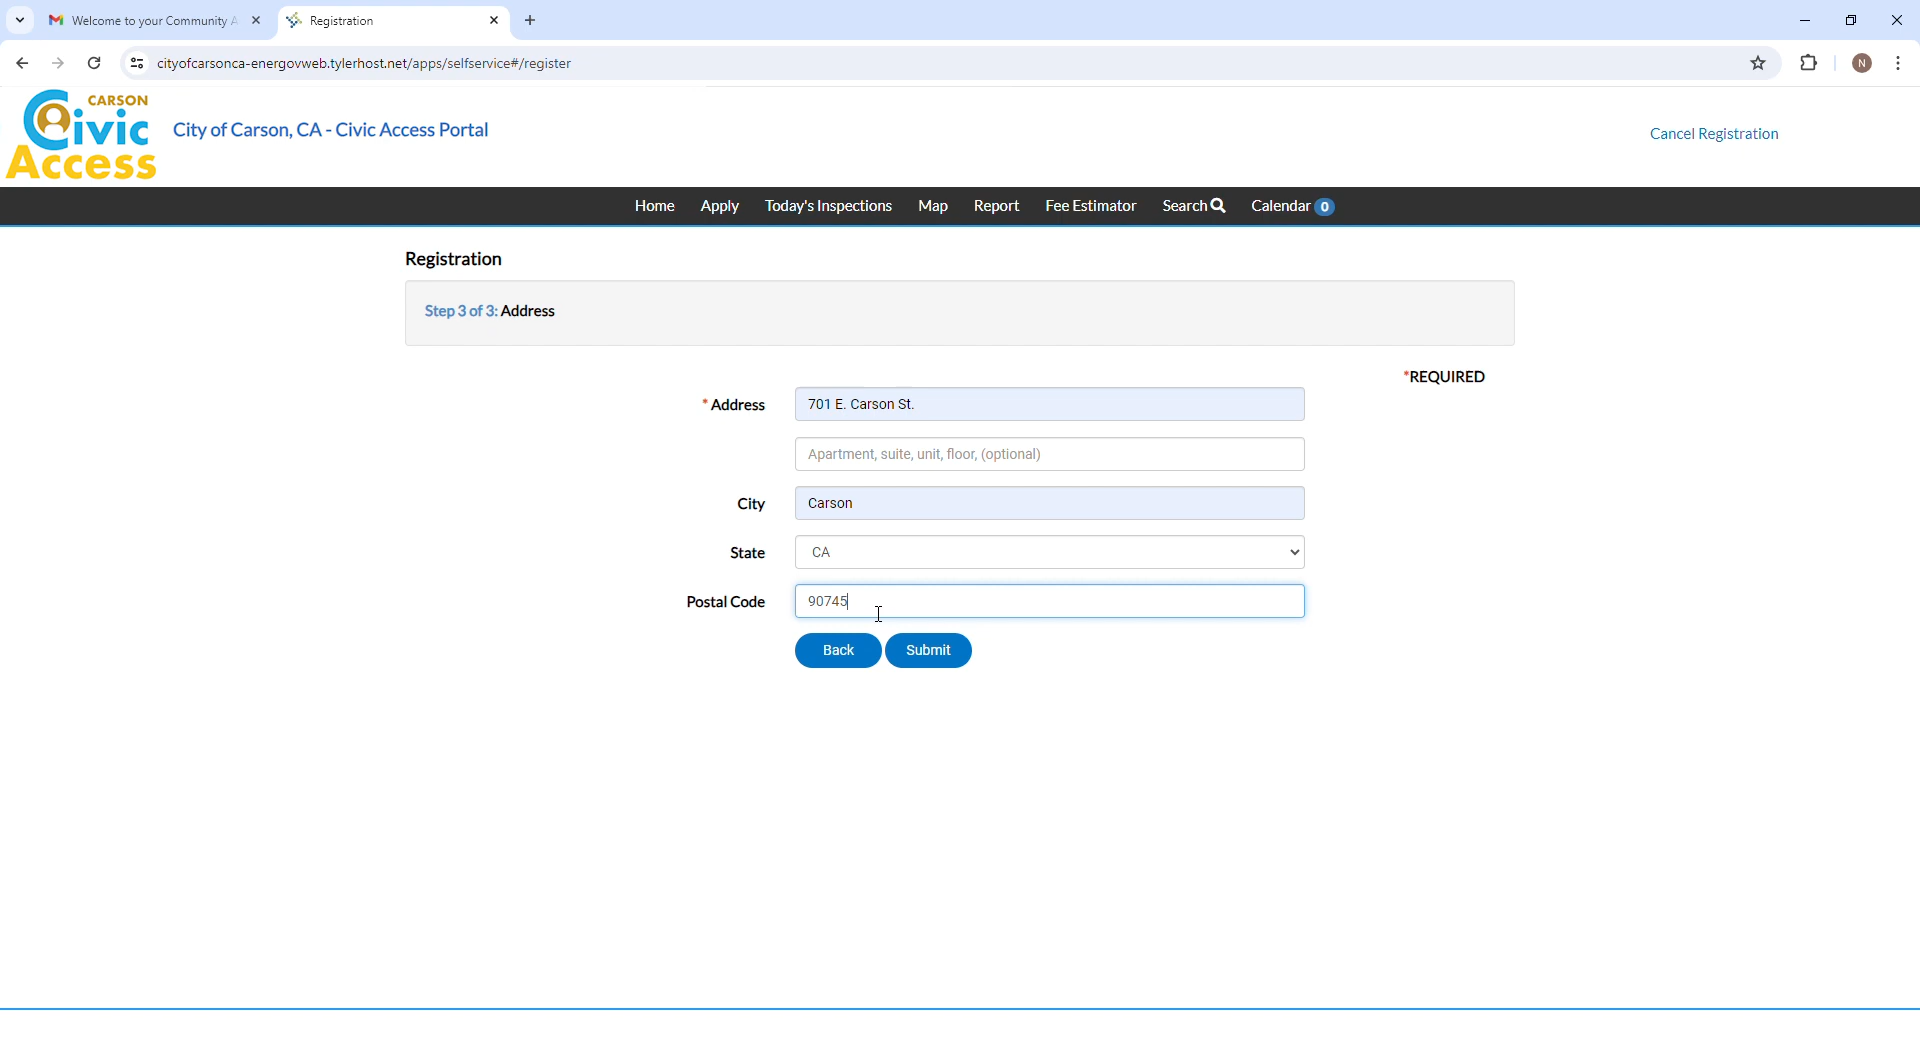 Welcome to your Community A
Registration
cityofcarsonca-energovweb.tylerhost.net/apps/selfservice#/register
N
CARSON
Civic
Access
City of Carson, CA - Civic Access Portal
Cancel Registration
Home Apply Today's Inspections Map Report Fee Estimator Search Calendar 0
Registration
Step 3 of 3: Address
*REQUIRED
* Address 701 E. Carson St.
Apartment, suite, unit, floor, (optional)
City Carson
State CA
Postal Code 90745
Back Submit